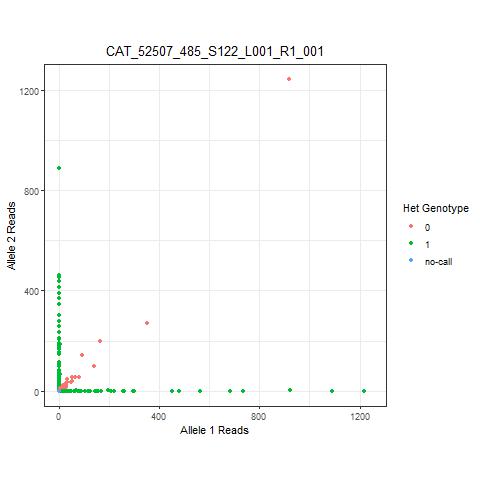 CAT_52507_485_S122_L001_R1_001
1200
800
400
0
Allele 2 Reads
0
400
800
1200
Allele 1 Reads
Het Genotype
0
1
no-call